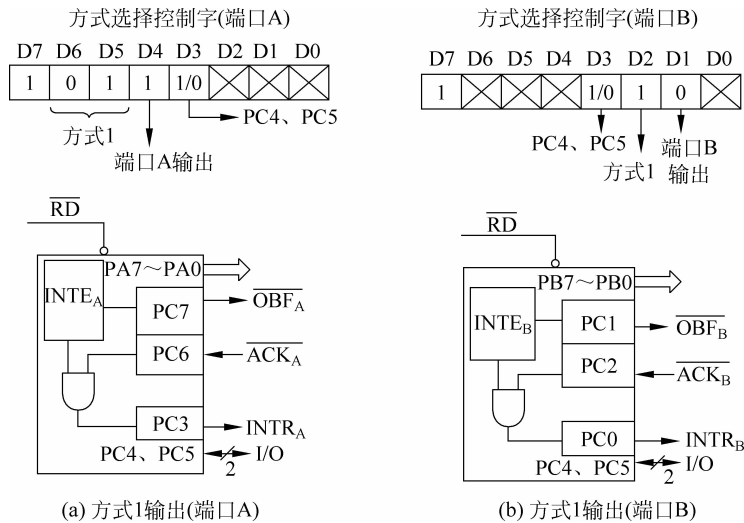 方式选择控制字(端口A)
D7 D6 D5 D4 D3 D2 D1 D0
1 0 1 1 1/0
方式1
PC4、PC5
端口A输出
RD
PA7～PA0
INTEA
PC7
OBFA
PC6
ACKA
PC3
INTRA
PC4、PC5
2
I/O
(a) 方式1输出(端口A)
方式选择控制字(端口B)
D7 D6 D5 D4 D3 D2 D1 D0
1 1/0 1 0
PC4、PC5
方式1
端口B
输出
RD
PB7～PB0
INTEB
PC1
OBFB
PC2
ACKB
PC0
INTRB
PC4、PC5
2
I/O
(b) 方式1输出(端口B)